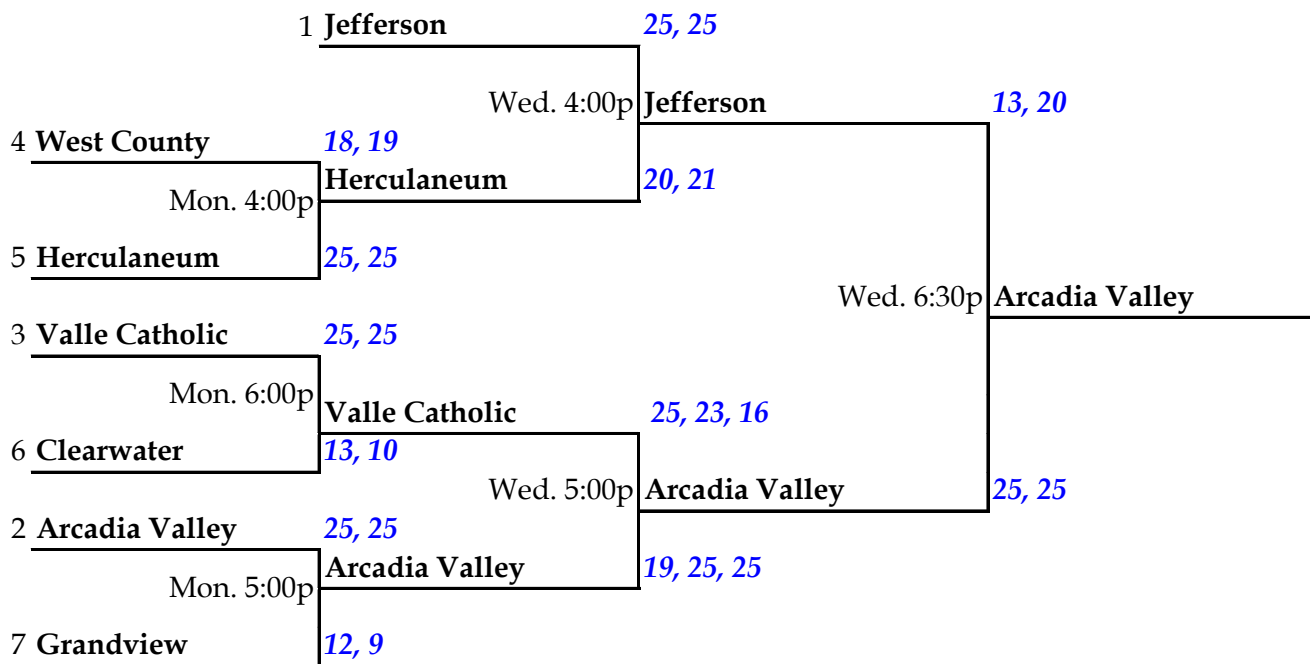 1 Jefferson 25, 25
Wed. 4:00p Jefferson 13, 20
4 West County 18, 19
Herculaneum 20, 21
Mon. 4:00p
5 Herculaneum 25, 25
Wed. 6:30p Arcadia Valley
3 Valle Catholic 25, 25
Mon. 6:00p
Valle Catholic 25, 23, 16
6 Clearwater 13, 10
Wed. 5:00p Arcadia Valley 25, 25
2 Arcadia Valley 25, 25
Arcadia Valley 19, 25, 25
Mon. 5:00p
7 Grandview 12, 9